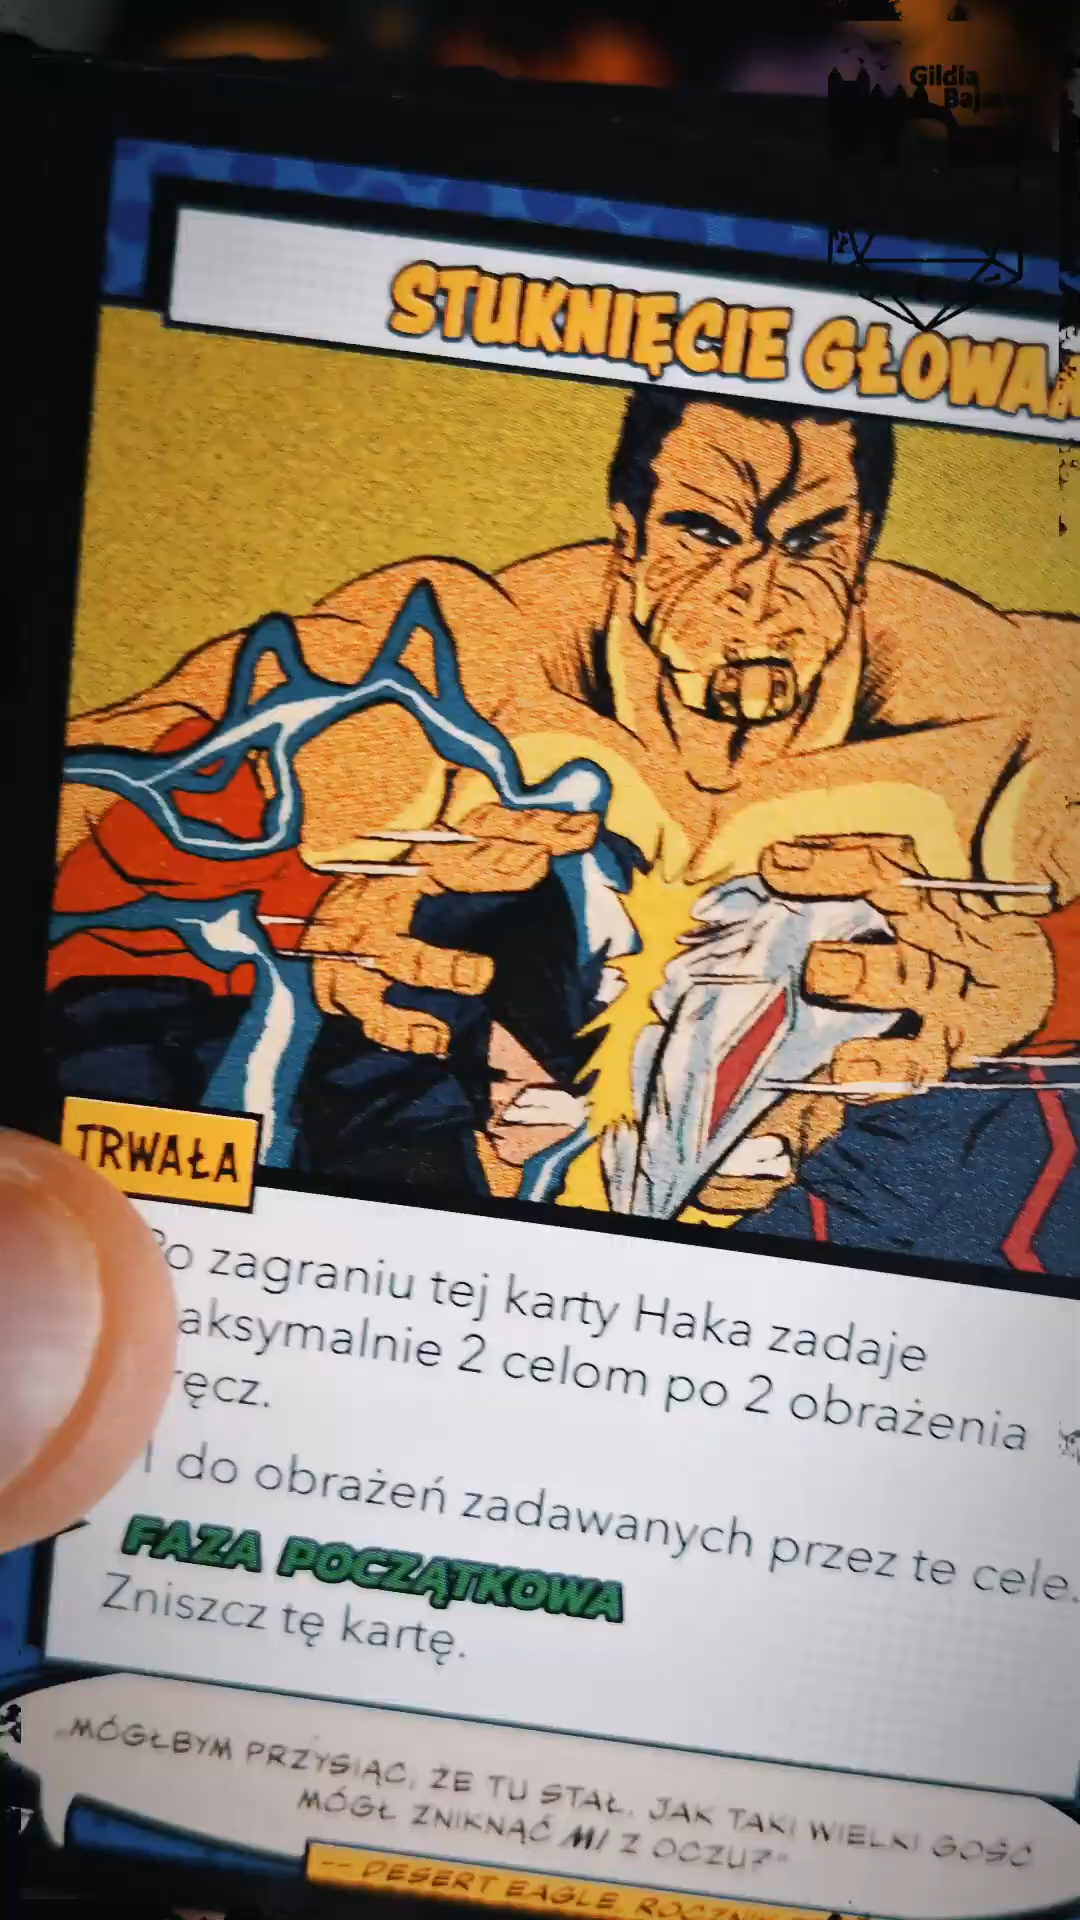 Gildia
STUKNIĘCIE GŁOWA
TRWAŁA
zagraniu tej karty Haka zadaje
2 celom po 2 obrażenia
do obrażeń zadawanych przez te cele.
FAZA POCZĄTKOWA
Zniszcz tę kartę.
„MÓGŁBYM PRZYSIĄC, ŻE TU STAŁ. JAK TAKI WIELKI GOŚĆ
MÓGŁ ZNIKNĄĆ MI Z OCZU?"
-- DESERT EAGLE,